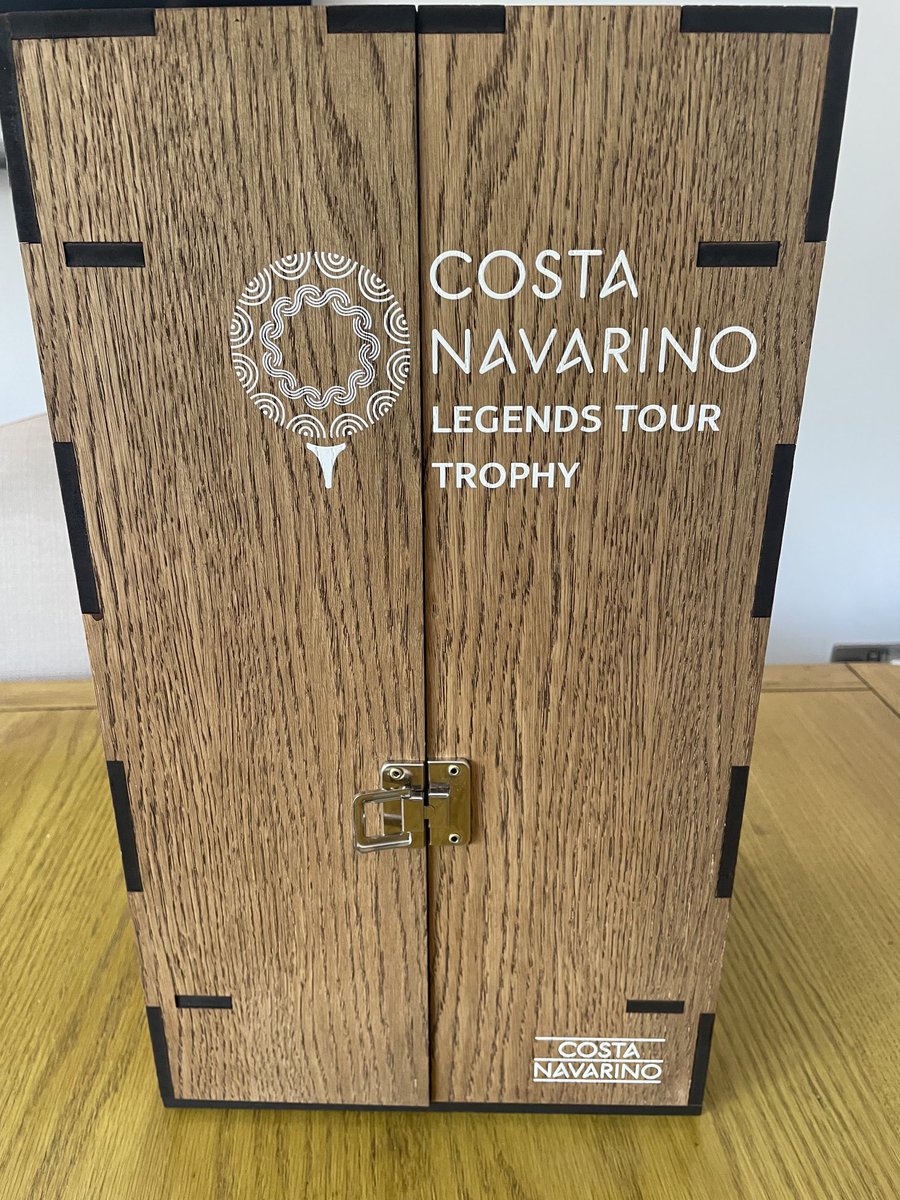 COSTA
NAVARINO
LEGENDS TOUR
TROPHY
COSTA
NAVARINO